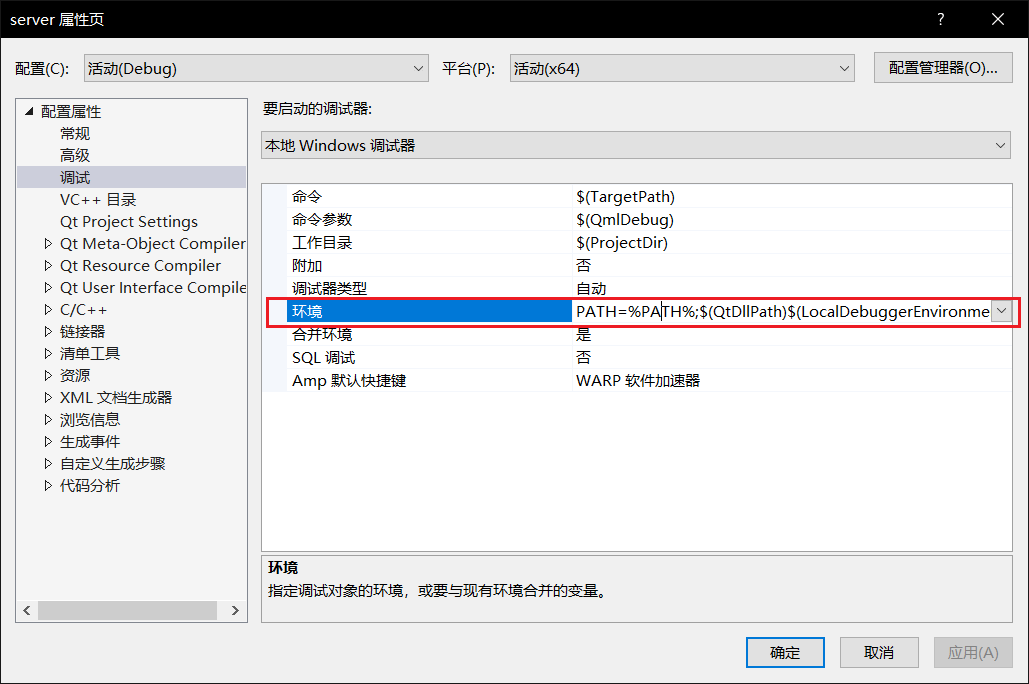 server 属性页
?
配置(C): 活动(Debug) 平台(P): 活动(x64) 配置管理器(O)...
配置属性
常规
高级
调试
VC++ 目录
Qt Project Settings
Qt Meta-Object Compiler
Qt Resource Compiler
Qt User Interface Compile
C/C++
链接器
清单工具
资源
XML 文档生成器
浏览信息
生成事件
自定义生成步骤
代码分析
要启动的调试器:
本地 Windows 调试器
命令 $(TargetPath)
命令参数 $(QmlDebug)
工作目录 $(ProjectDir)
附加 否
调试器类型 自动
环境 PATH=%PATH%;$(QtDllPath)$(LocalDebuggerEnvironme
合并环境 是
SQL 调试 否
Amp 默认快捷键 WARP 软件加速器
环境
指定调试对象的环境，或要与现有环境合并的变量。
确定 取消 应用(A)